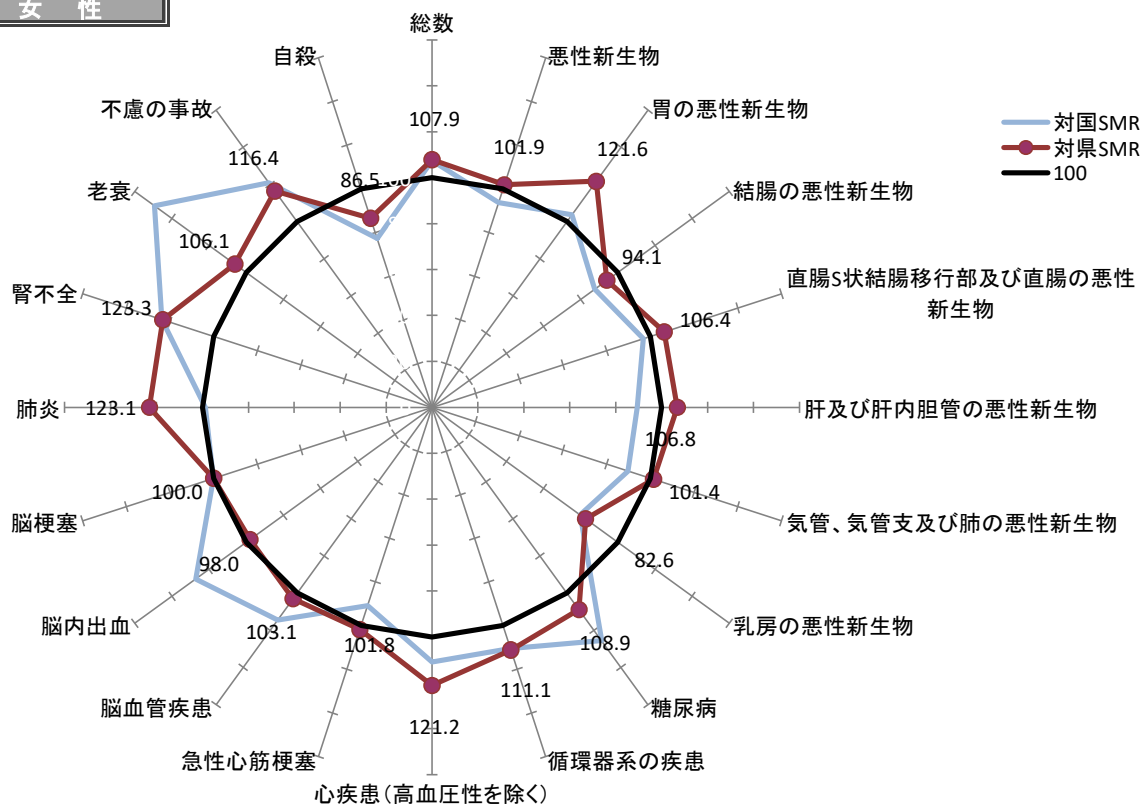 女 性
総数
悪性新生物
胃の悪性新生物
結腸の悪性新生物
直腸S状結腸移行部及び直腸の悪性
新生物
肝及び肝内胆管の悪性新生物
気管、気管支及び肺の悪性新生物
乳房の悪性新生物
糖尿病
循環器系の疾患
心疾患(高血圧性を除く)
急性心筋梗塞
脳血管疾患
脳内出血
脳梗塞
肺炎
腎不全
老衰
不慮の事故
自殺
107.9
101.9
121.6
94.1
106.4
106.8
101.4
82.6
108.9
111.1
121.2
101.8
103.1
98.0
100.0
123.1
123.3
106.1
116.4
86.5
対国SMR
対県SMR
100